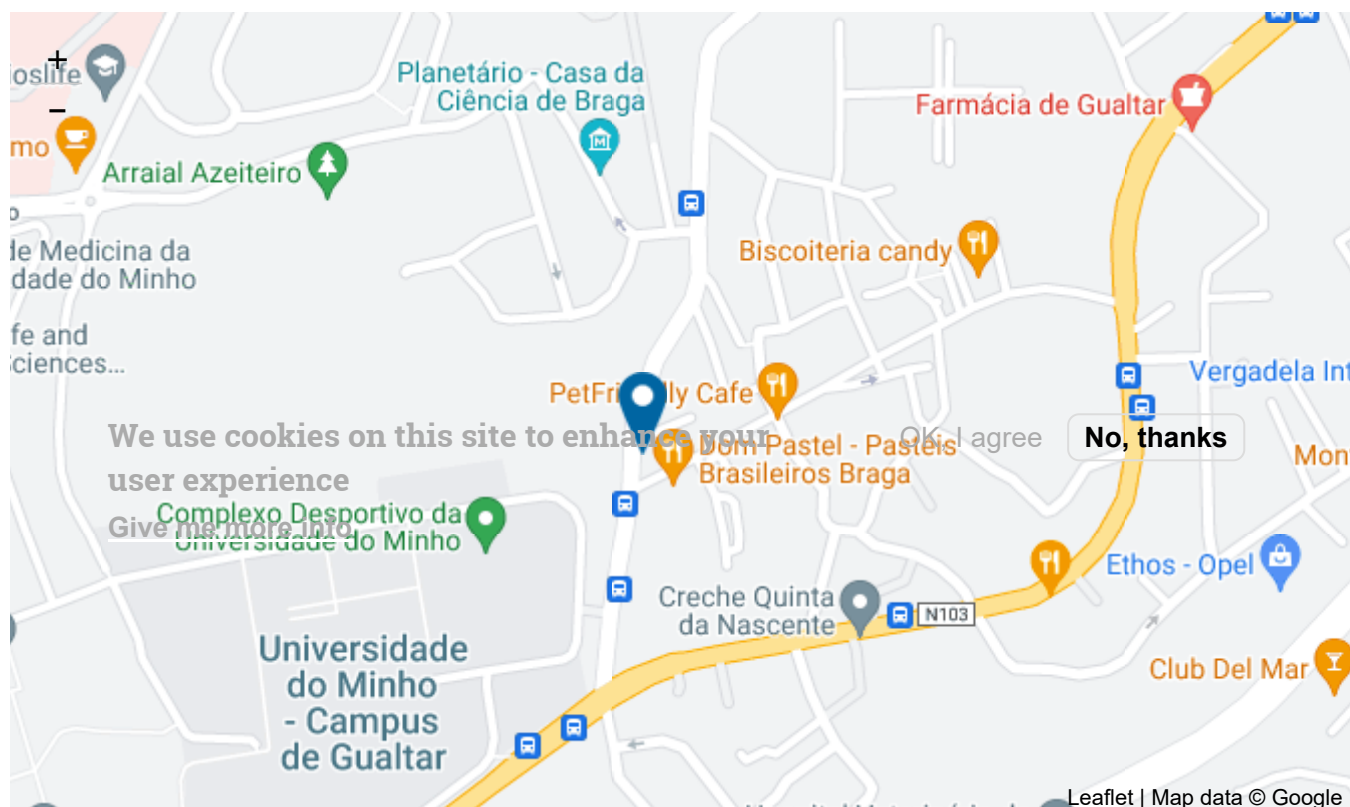 +
oslife
−
Planetário - Casa da
Ciência de Braga
Farmácia de Gualtar
mo
Arraial Azeiteiro
de Medicina da
dade do Minho
Biscoiteria candy
fe and
Sciences...
Vergadela Int
PetFriendly Cafe
We use cookies on this site to enhance your
user experience
OK, I agree
No, thanks
Dom Pastel - Pastéis
Brasileiros Braga
Mon
Give me more info
Complexo Desportivo da
Universidade do Minho
Ethos - Opel
Creche Quinta
da Nascente
N103
Universidade
do Minho
- Campus
de Gualtar
Club Del Mar
Leaflet | Map data © Google